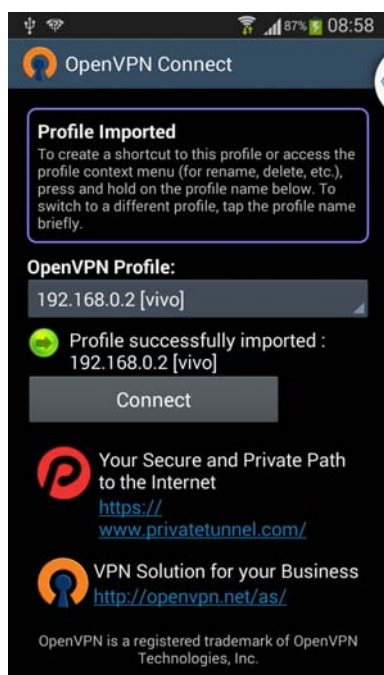 87% 08:58
OpenVPN Connect
Profile Imported
To create a shortcut to this profile or access the
profile context menu (for rename, delete, etc.),
press and hold on the profile name below. To
switch to a different profile, tap the profile name
briefly.
OpenVPN Profile:
192.168.0.2 [vivo]
Profile successfully imported :
192.168.0.2 [vivo]
Connect
Your Secure and Private Path
to the Internet
https://
www.privatetunnel.com/
VPN Solution for your Business
http://openvpn.net/as/
OpenVPN is a registered trademark of OpenVPN
Technologies, Inc.